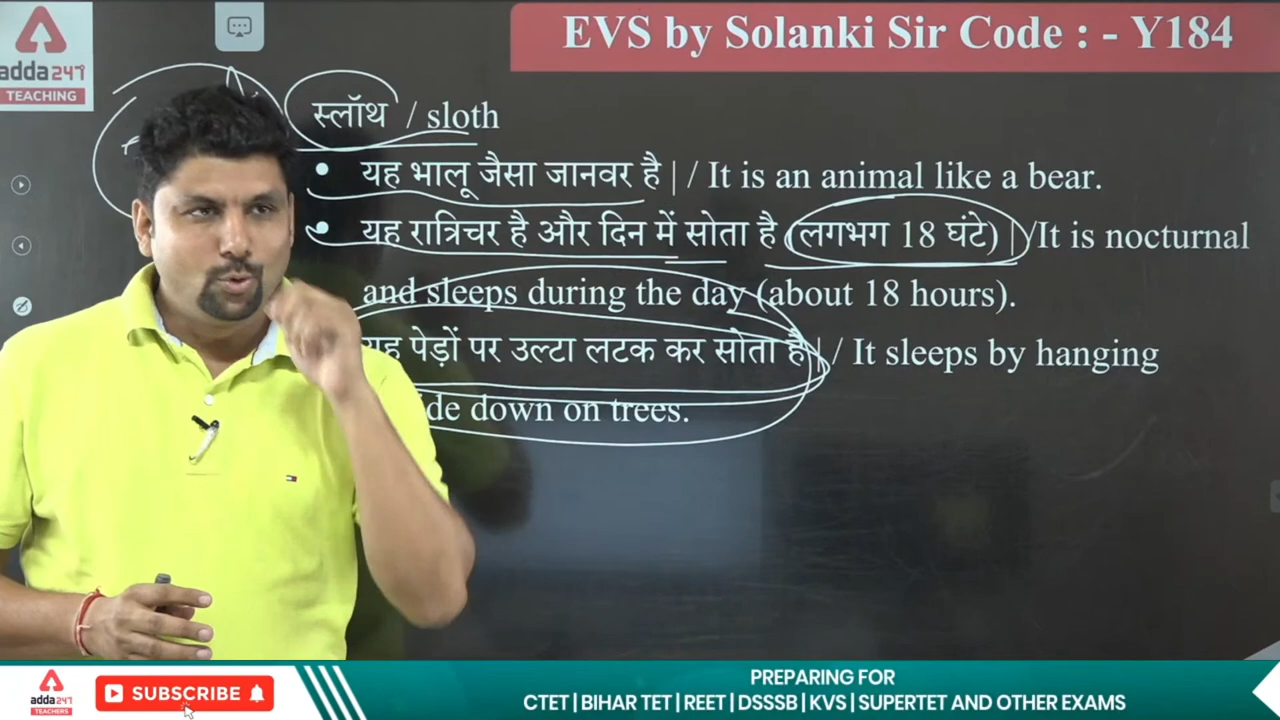 EVS by Solanki Sir Code : - Y184
adda247
TEACHING
स्लॉथ / sloth
• यह भालू जैसा जानवर है | / It is an animal like a bear.
• यह रात्रिचर है और दिन में सोता है (लगभग 18 घंटे) | /It is nocturnal
and sleeps during the day (about 18 hours).
यह पेड़ों पर उल्टा लटक कर सोता है | / It sleeps by hanging
de down on trees.
adda247
TEACHERS
SUBSCRIBE
PREPARING FOR
CTET | BIHAR TET | REET | DSSSB | KVS | SUPERTET AND OTHER EXAMS